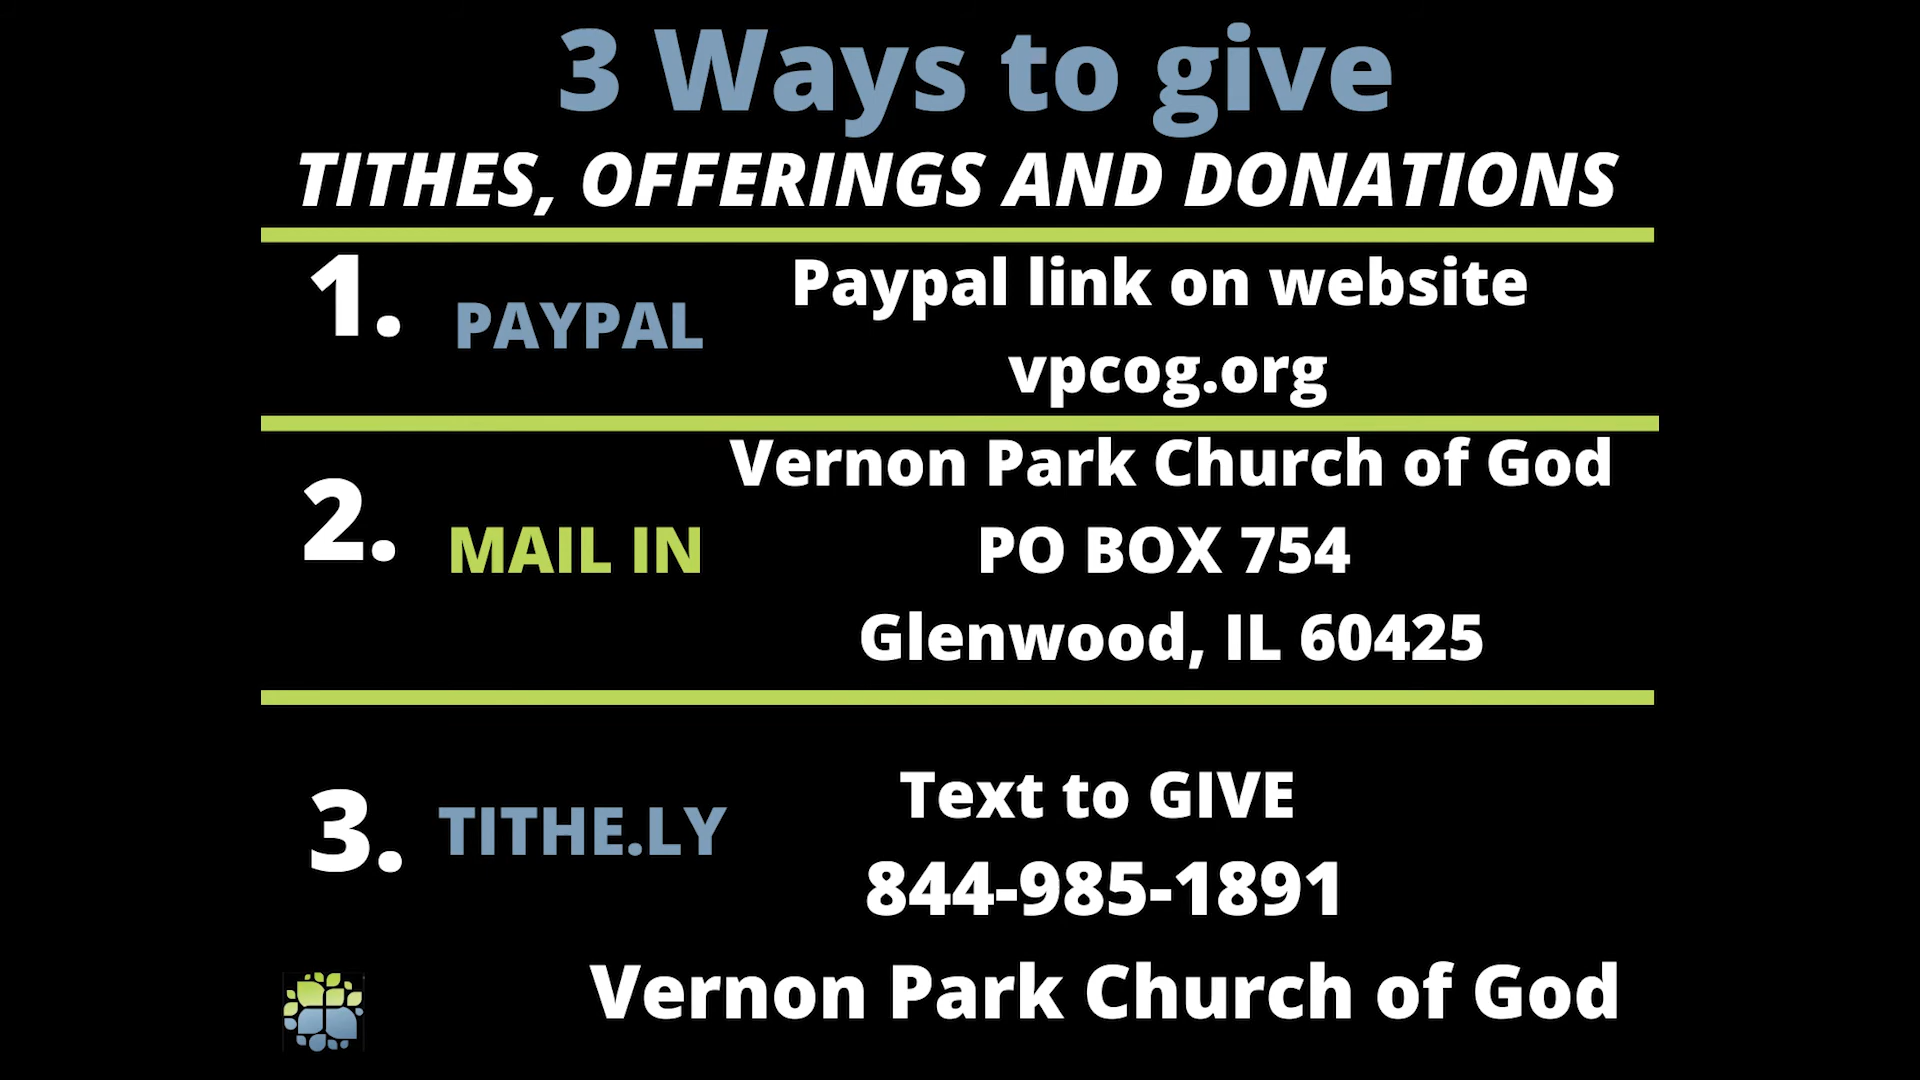 3 Ways to give
TITHES, OFFERINGS AND DONATIONS
1.
PAYPAL
Paypal link on website
vpcog.org
2.
MAIL IN
Vernon Park Church of God
PO BOX 754
Glenwood, IL 60425
3.
TITHE.LY
Text to GIVE
844-985-1891
Vernon Park Church of God